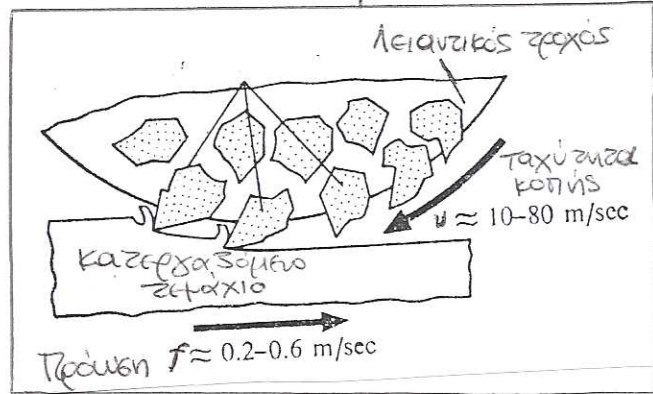 Λειαντικός τροχός
ταχύτητα
κοπής
υ ≈ 10–80 m/sec
κατεργαζόμενο
τεμάχιο
Πρόωση f ≈ 0.2–0.6 m/sec